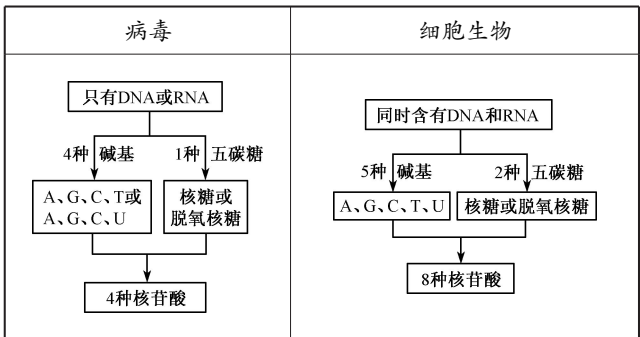 病毒
细胞生物
只有DNA或RNA
4种 碱基
1种 五碳糖
A、G、C、T或
A、G、C、U
核糖或
脱氧核糖
4种核苷酸
同时含有DNA和RNA
5种 碱基
2种 五碳糖
A、G、C、T、U
核糖或脱氧核糖
8种核苷酸